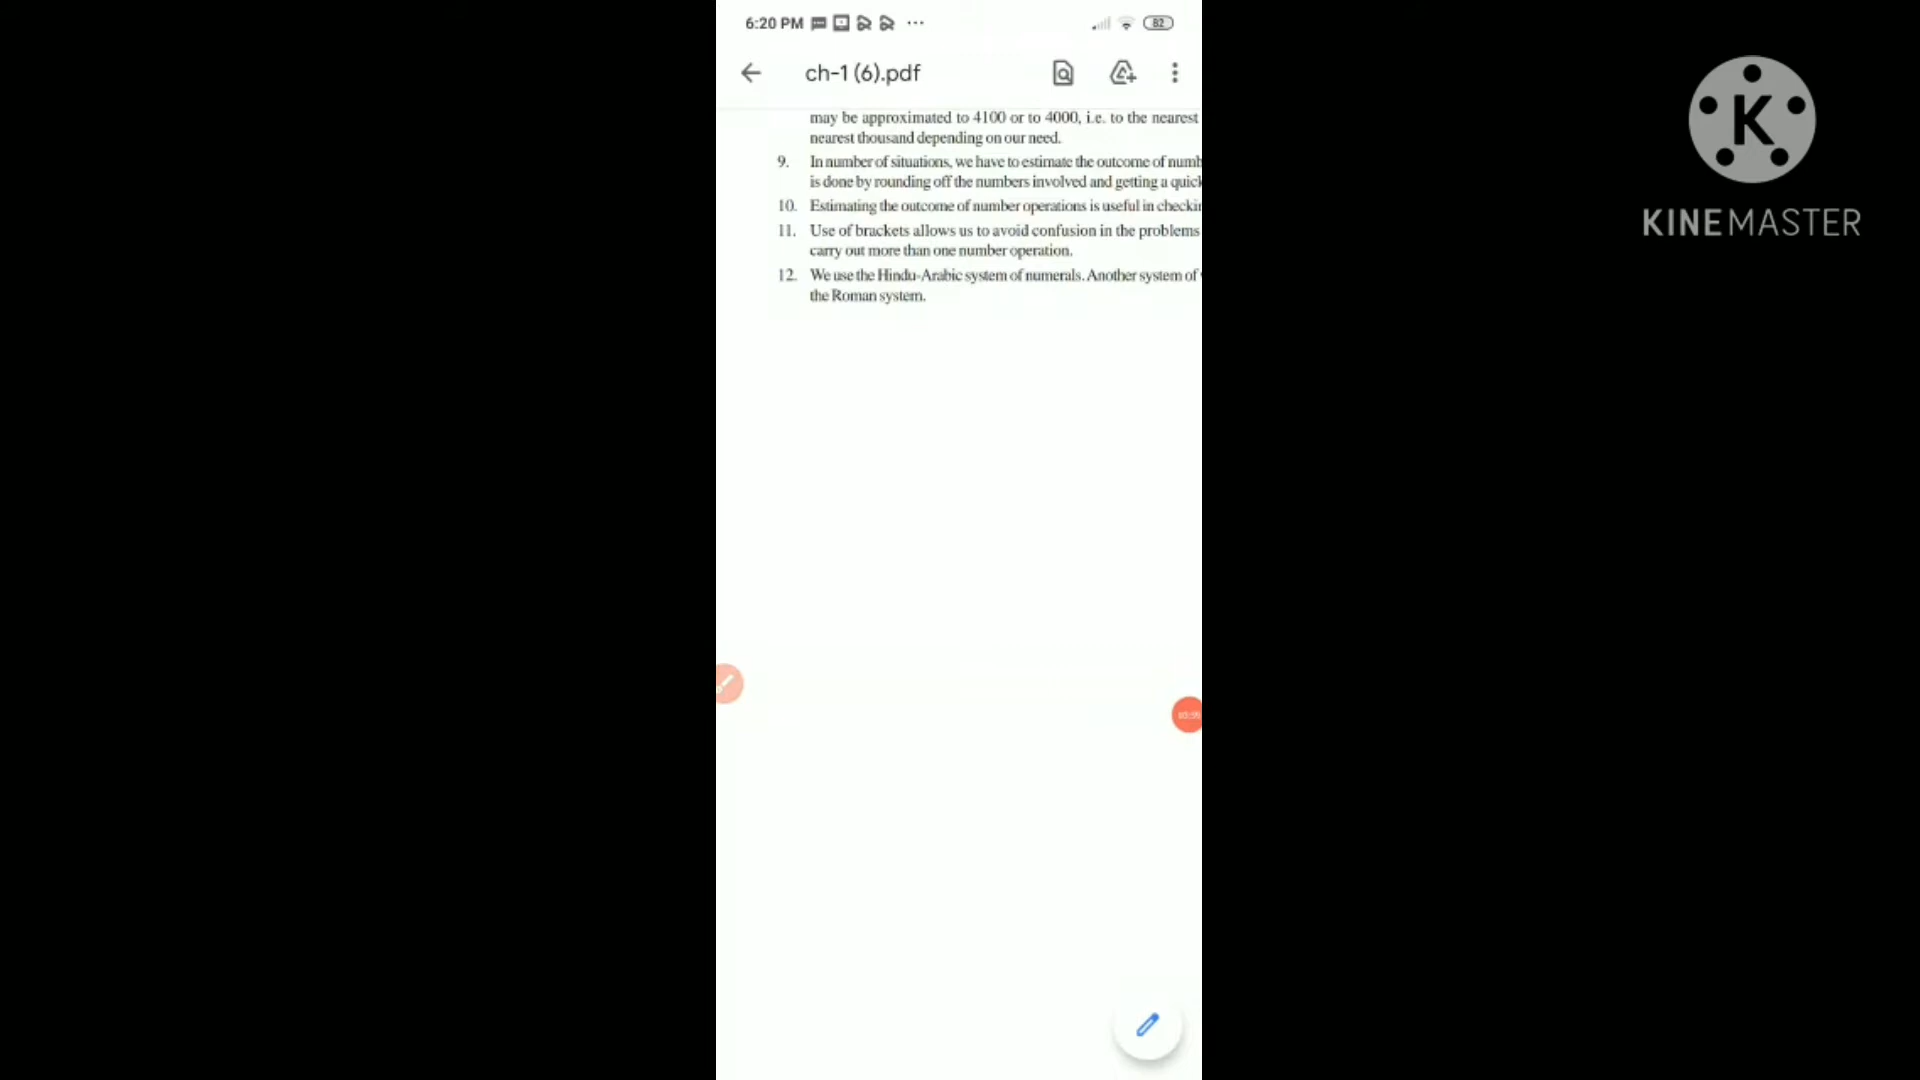 6:20 PM
82
ch-1 (6).pdf
may be approximated to 4100 or to 4000, i.e. to the nearest
nearest thousand depending on our need.
9. In number of situations, we have to estimate the outcome of numb
is done by rounding off the numbers involved and getting a quick
10. Estimating the outcome of number operations is useful in checkin
11. Use of brackets allows us to avoid confusion in the problems
carry out more than one number operation.
12. We use the Hindu-Arabic system of numerals. Another system of
the Roman system.
K
KINEMASTER